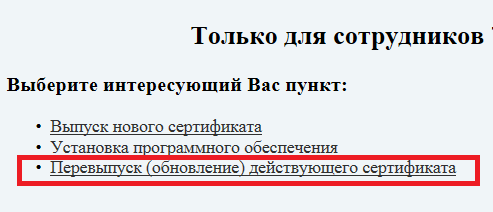 Только для сотрудников
Выберите интересующий Вас пункт:
• Выпуск нового сертификата
• Установка программного обеспечения
• Перевыпуск (обновление) действующего сертификата